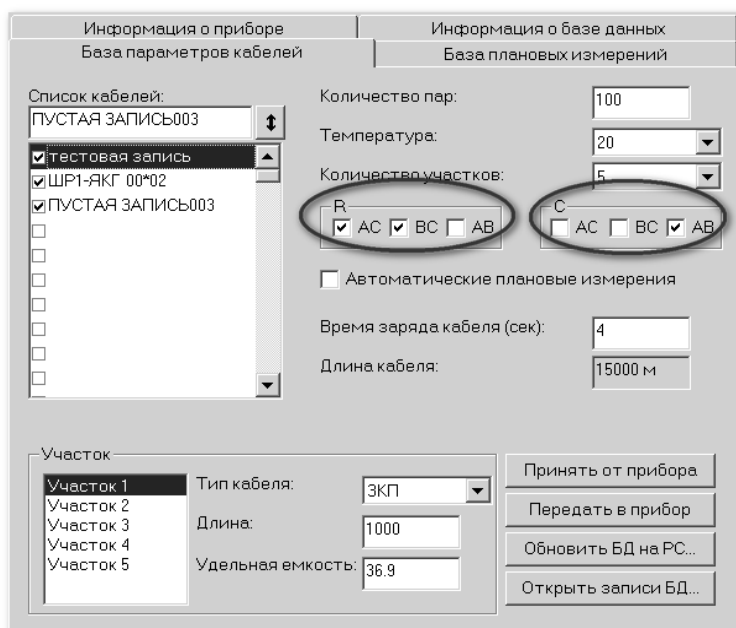 Информация о приборе
Информация о базе данных
База параметров кабелей
База плановых измерений
Список кабелей:
ПУСТАЯ ЗАПИСЬ003
тестовая запись
ШР1-ЯКГ 00*02
ПУСТАЯ ЗАПИСЬ003
Количество пар:
100
Температура:
20
Количество участков:
5
R
AC BC AB
C
AC BC AB
Автоматические плановые измерения
Время заряда кабеля (сек):
4
Длина кабеля:
15000 м
Участок
Участок 1
Участок 2
Участок 3
Участок 4
Участок 5
Тип кабеля:
ЗКП
Длина:
1000
Удельная емкость:
36.9
Принять от прибора
Передать в прибор
Обновить БД на РС...
Открыть записи БД...